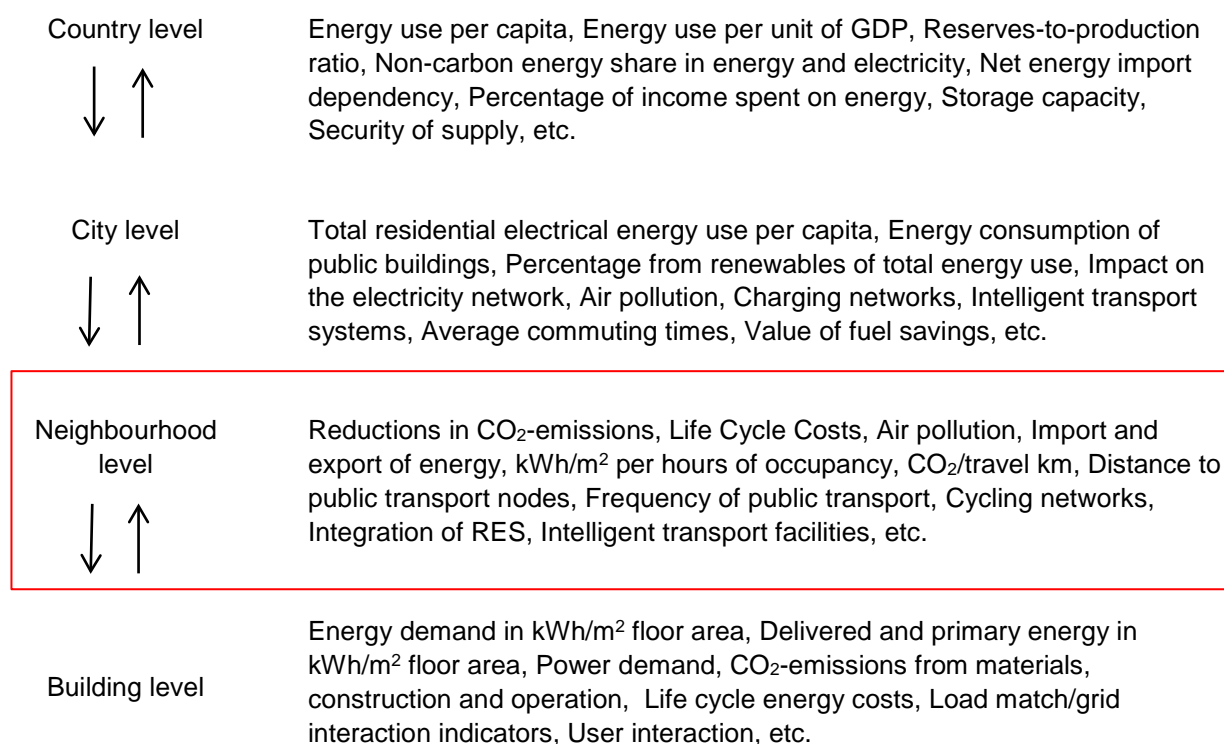 Country level
Energy use per capita, Energy use per unit of GDP, Reserves-to-production
ratio, Non-carbon energy share in energy and electricity, Net energy import
dependency, Percentage of income spent on energy, Storage capacity,
Security of supply, etc.
City level
Total residential electrical energy use per capita, Energy consumption of
public buildings, Percentage from renewables of total energy use, Impact on
the electricity network, Air pollution, Charging networks, Intelligent transport
systems, Average commuting times, Value of fuel savings, etc.
Neighbourhood
level
Reductions in CO₂-emissions, Life Cycle Costs, Air pollution, Import and
export of energy, kWh/m² per hours of occupancy, CO₂/travel km, Distance to
public transport nodes, Frequency of public transport, Cycling networks,
Integration of RES, Intelligent transport facilities, etc.
Building level
Energy demand in kWh/m² floor area, Delivered and primary energy in
kWh/m² floor area, Power demand, CO₂-emissions from materials,
construction and operation,  Life cycle energy costs, Load match/grid
interaction indicators, User interaction, etc.